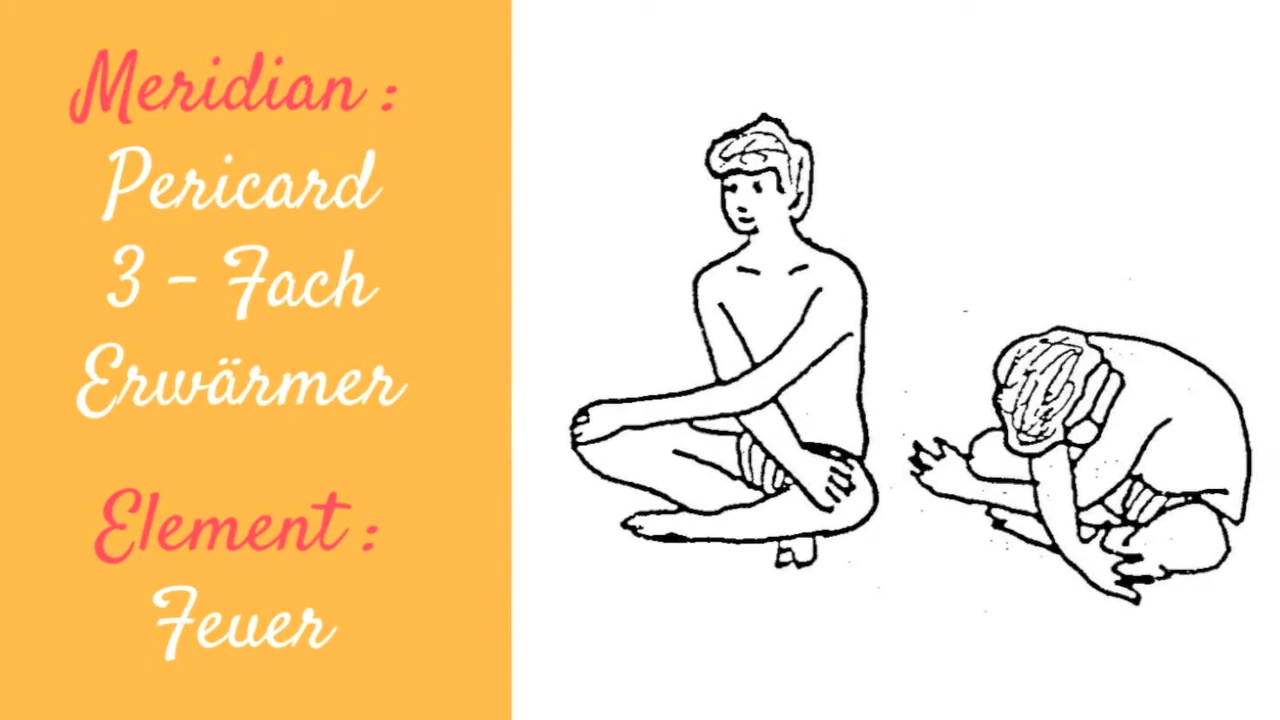 Meridian :
Pericard
3 - Fach
Erwärmer
Element :
Feuer